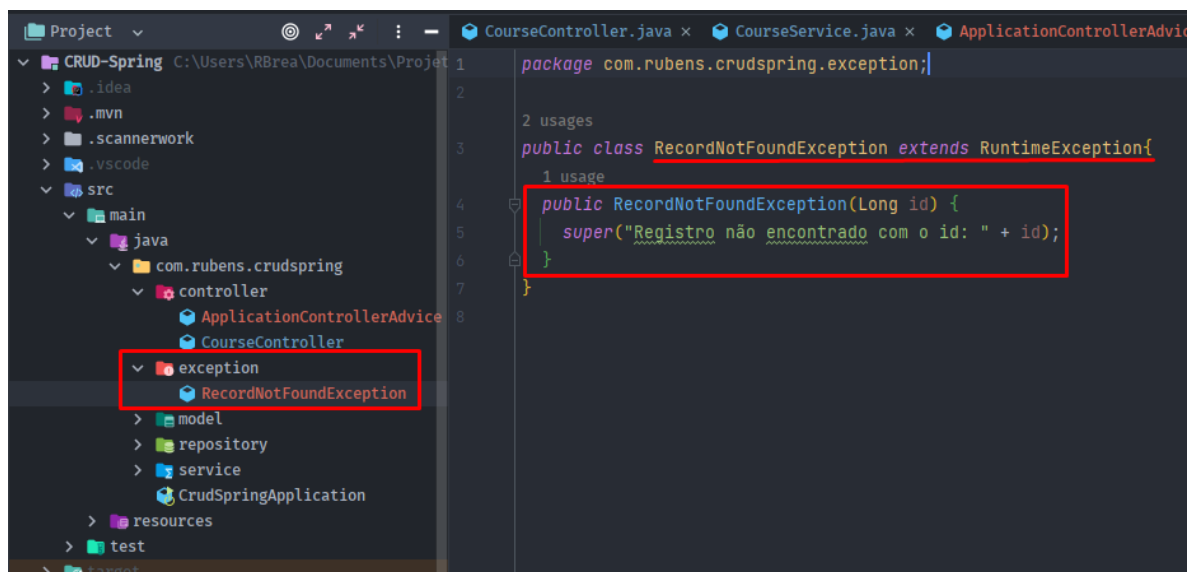 Project
CourseController.java ×
CourseService.java ×
ApplicationControllerAdvic
CRUD-Spring C:\Users\RBrea\Documents\Projet
.idea
.mvn
.scannerwork
.vscode
src
main
java
com.rubens.crudspring
controller
ApplicationControllerAdvice
CourseController
exception
RecordNotFoundException
model
repository
service
CrudSpringApplication
resources
test
target
1 package com.rubens.crudspring.exception;
2
2 usages
3 public class RecordNotFoundException extends RuntimeException{
1 usage
4 public RecordNotFoundException(Long id) {
5 super("Registro não encontrado com o id: " + id);
6 }
7 }
8